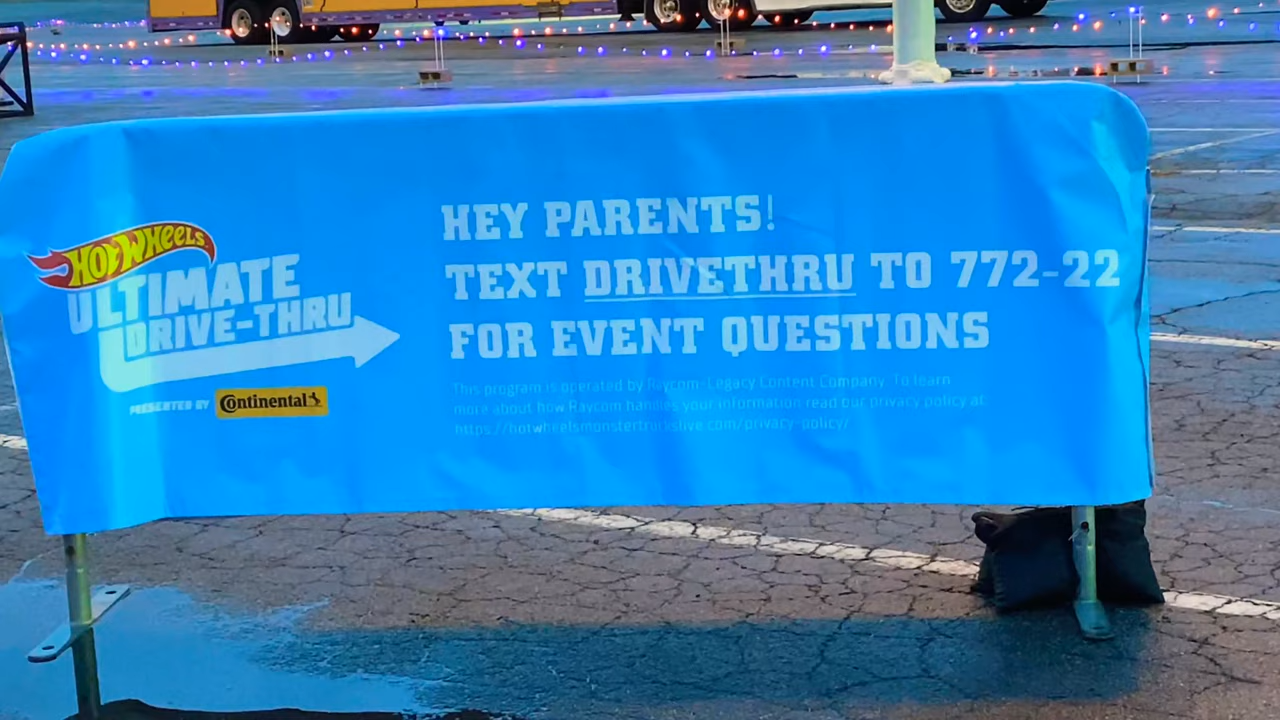 HOT WHEELS
ULTIMATE
DRIVE-THRU
PRESENTED BY Continental
HEY PARENTS!
TEXT DRIVETHRU TO 772-22
FOR EVENT QUESTIONS
This program is operated by Raycom-Legacy Content Company. To learn
more about how Raycom handles your information read our privacy policy at
https://hotwheelsmonstertruckslive.com/privacy-policy/